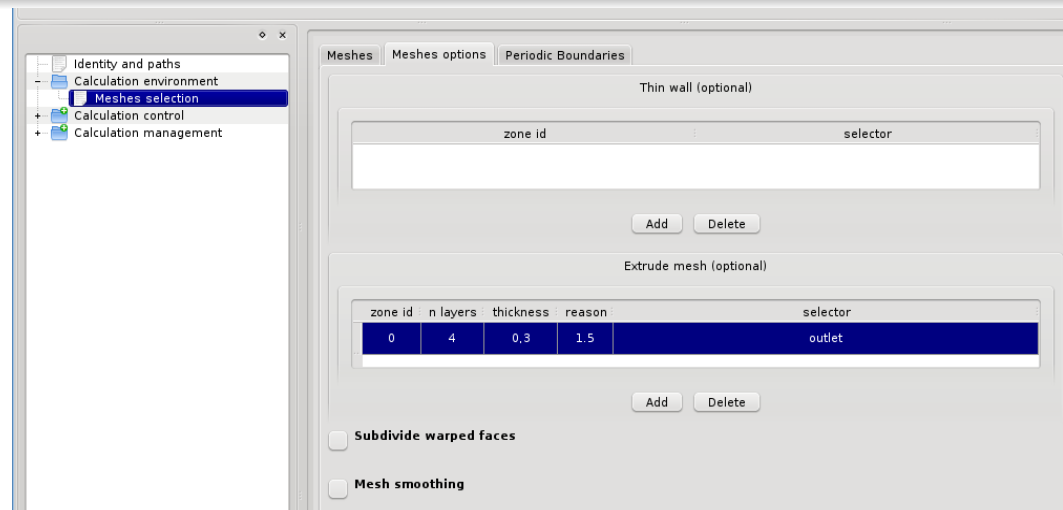 Identity and paths
Calculation environment
Meshes selection
Calculation control
Calculation management
Meshes Meshes options Periodic Boundaries
Thin wall (optional)
zone id selector
Add Delete
Extrude mesh (optional)
zone id n layers thickness reason selector
0 4 0,3 1.5 outlet
Add Delete
Subdivide warped faces
Mesh smoothing